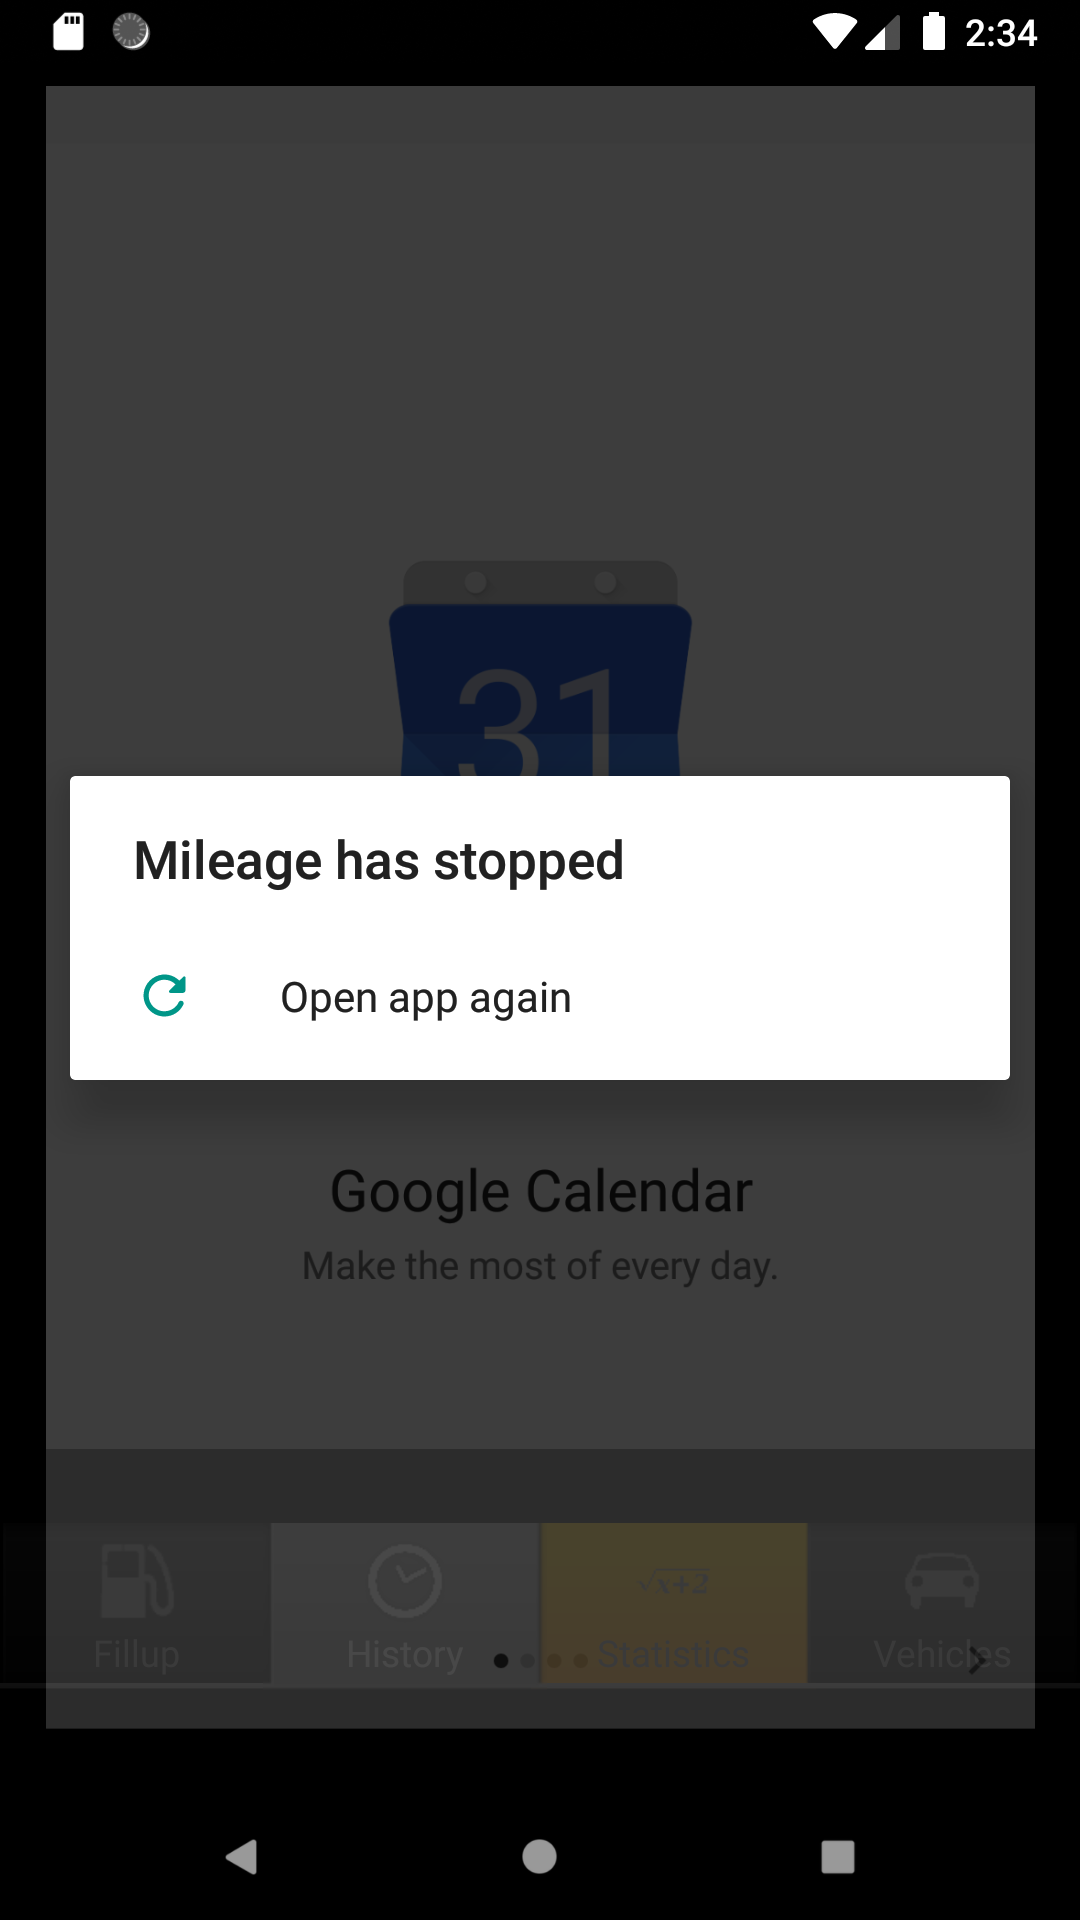 2:34
31
Mileage has stopped
Open app again
Google Calendar
Make the most of every day.
√x+2
Fillup History Statistics Vehicles